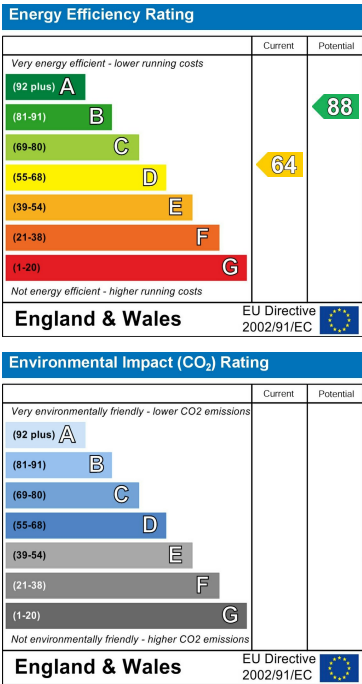 Energy Efficiency Rating
Current Potential
Very energy efficient - lower running costs
(92 plus) A
(81-91) B
88
(69-80) C
64
(55-68) D
(39-54) E
(21-38) F
(1-20) G
Not energy efficient - higher running costs
England & Wales
EU Directive
2002/91/EC
Environmental Impact (CO₂) Rating
Current Potential
Very environmentally friendly - lower CO2 emissions
(92 plus) A
(81-91) B
(69-80) C
(55-68) D
(39-54) E
(21-38) F
(1-20) G
Not environmentally friendly - higher CO2 emissions
England & Wales
EU Directive
2002/91/EC